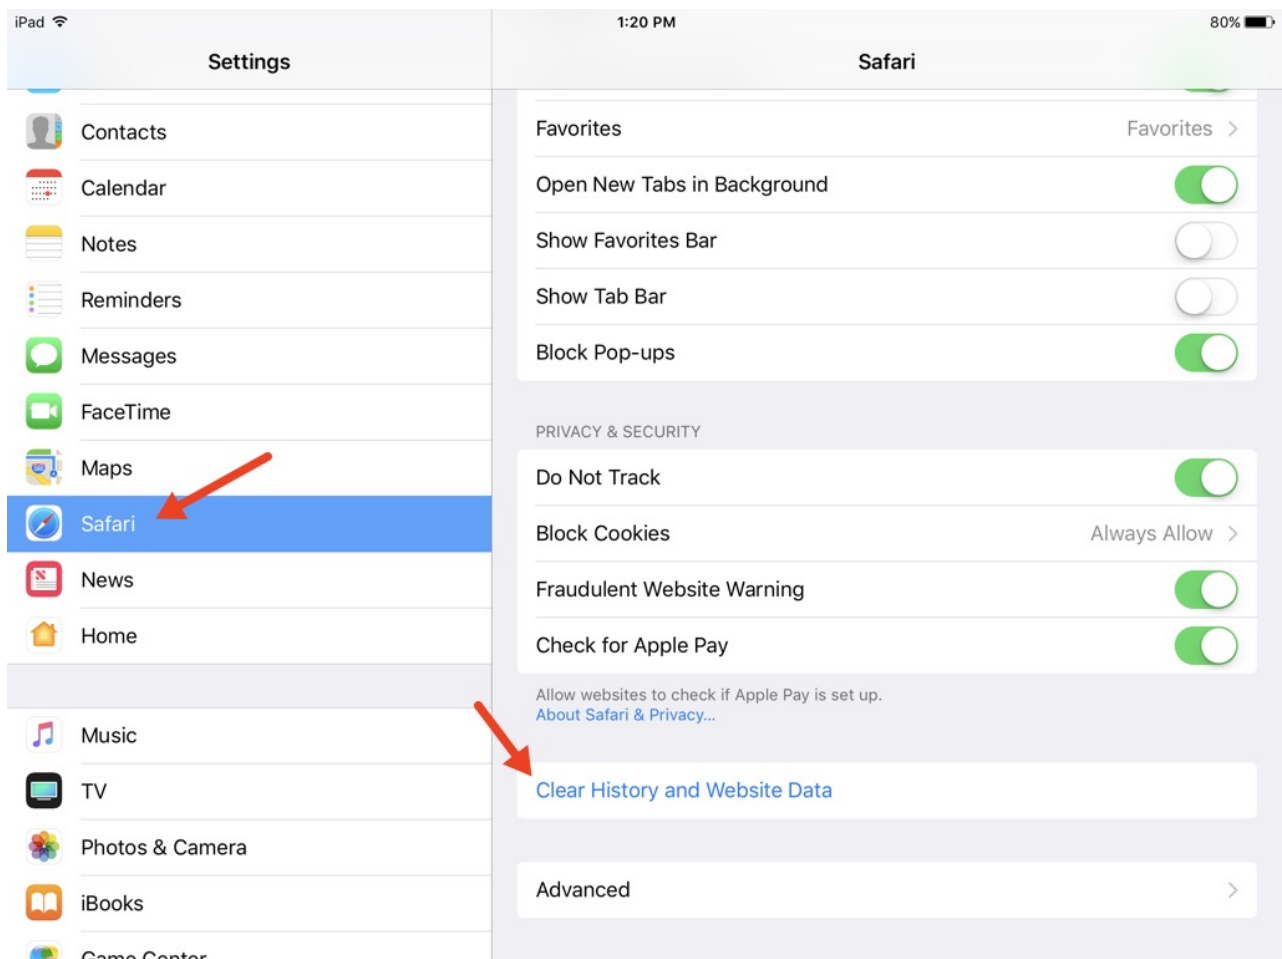 iPad 1:20 PM 80%
Settings
Contacts
Calendar
Notes
Reminders
Messages
FaceTime
Maps
Safari
News
Home
Music
TV
Photos & Camera
iBooks
Game Center
Safari
Favorites Favorites
Open New Tabs in Background
Show Favorites Bar
Show Tab Bar
Block Pop-ups
PRIVACY & SECURITY
Do Not Track
Block Cookies Always Allow
Fraudulent Website Warning
Check for Apple Pay
Allow websites to check if Apple Pay is set up.
About Safari & Privacy...
Clear History and Website Data
Advanced